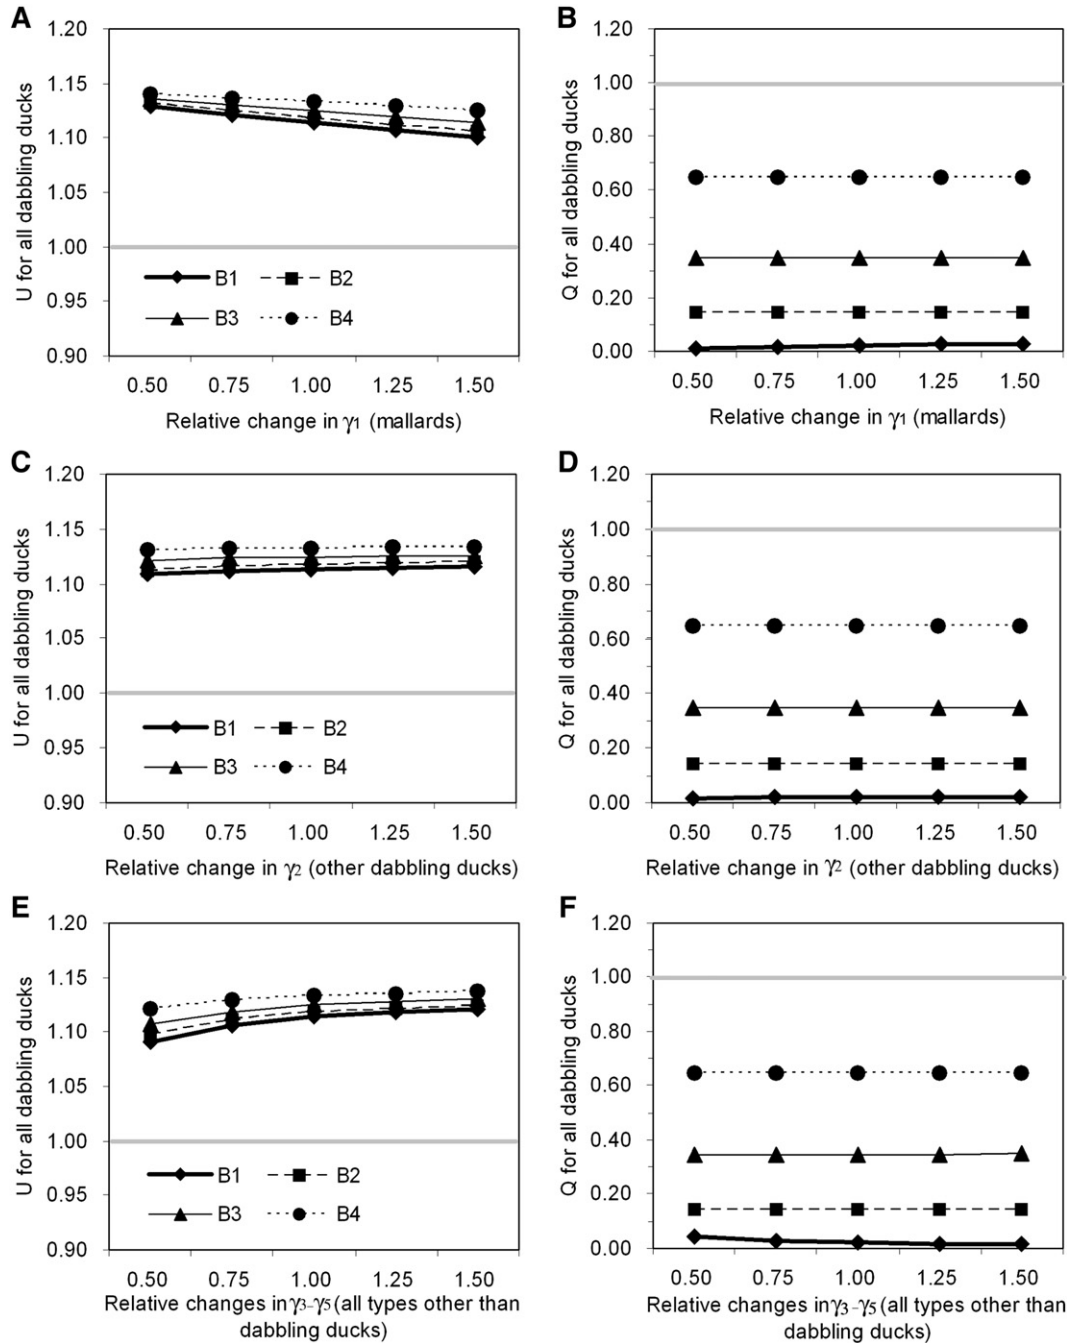 A
1.20
1.15
1.10
1.05
1.00
0.95
0.90
U for all dabbling ducks
B1
B2
B3
B4
0.50 0.75 1.00 1.25 1.50
Relative change in γ1 (mallards)
B
1.20
1.00
0.80
0.60
0.40
0.20
0.00
Q for all dabbling ducks
0.50 0.75 1.00 1.25 1.50
Relative change in γ1 (mallards)
C
1.20
1.15
1.10
1.05
1.00
0.95
0.90
U for all dabbling ducks
B1
B2
B3
B4
0.50 0.75 1.00 1.25 1.50
Relative change in γ2 (other dabbling ducks)
D
1.20
1.00
0.80
0.60
0.40
0.20
0.00
Q for all dabbling ducks
0.50 0.75 1.00 1.25 1.50
Relative change in γ2 (other dabbling ducks)
E
1.20
1.15
1.10
1.05
1.00
0.95
0.90
U for all dabbling ducks
B1
B2
B3
B4
0.50 0.75 1.00 1.25 1.50
Relative changes in γ3-γ5 (all types other than
dabbling ducks)
F
1.20
1.00
0.80
0.60
0.40
0.20
0.00
Q for all dabbling ducks
0.50 0.75 1.00 1.25 1.50
Relative changes in γ3-γ5 (all types other than
dabbling ducks)